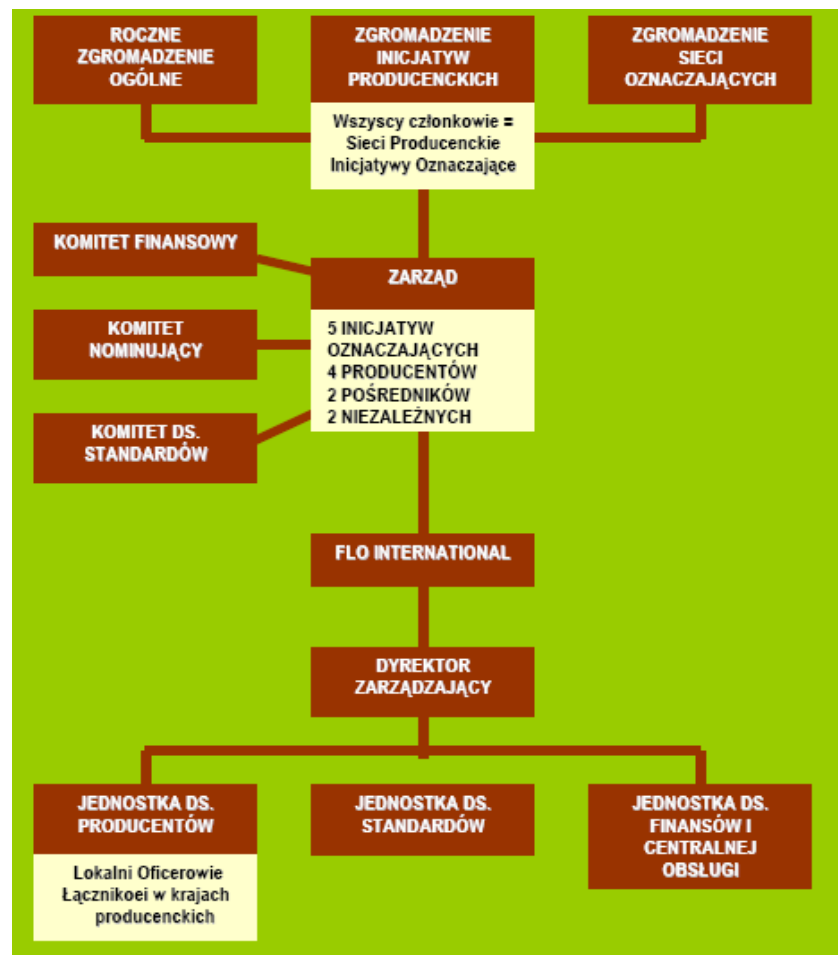 ROCZNE
ZGROMADZENIE
OGÓLNE
ZGROMADZENIE
INICJATYW
PRODUCENCKICH
Wszyscy członkowie =
Sieci Producenckie
Inicjatywy Oznaczające
ZGROMADZENIE
SIECI
OZNACZAJĄCYCH
KOMITET FINANSOWY
KOMITET
NOMINUJĄCY
KOMITET DS.
STANDARDÓW
ZARZĄD
5 INICJATYW
OZNACZAJĄCYCH
4 PRODUCENTÓW
2 POŚREDNIKÓW
2 NIEZALEŻNYCH
FLO INTERNATIONAL
DYREKTOR
ZARZĄDZAJĄCY
JEDNOSTKA DS.
PRODUCENTÓW
Lokalni Oficerowie
Łącznikoei w krajach
producenckich
JEDNOSTKA DS.
STANDARDÓW
JEDNOSTKA DS.
FINANSÓW I
CENTRALNEJ
OBSŁUGI